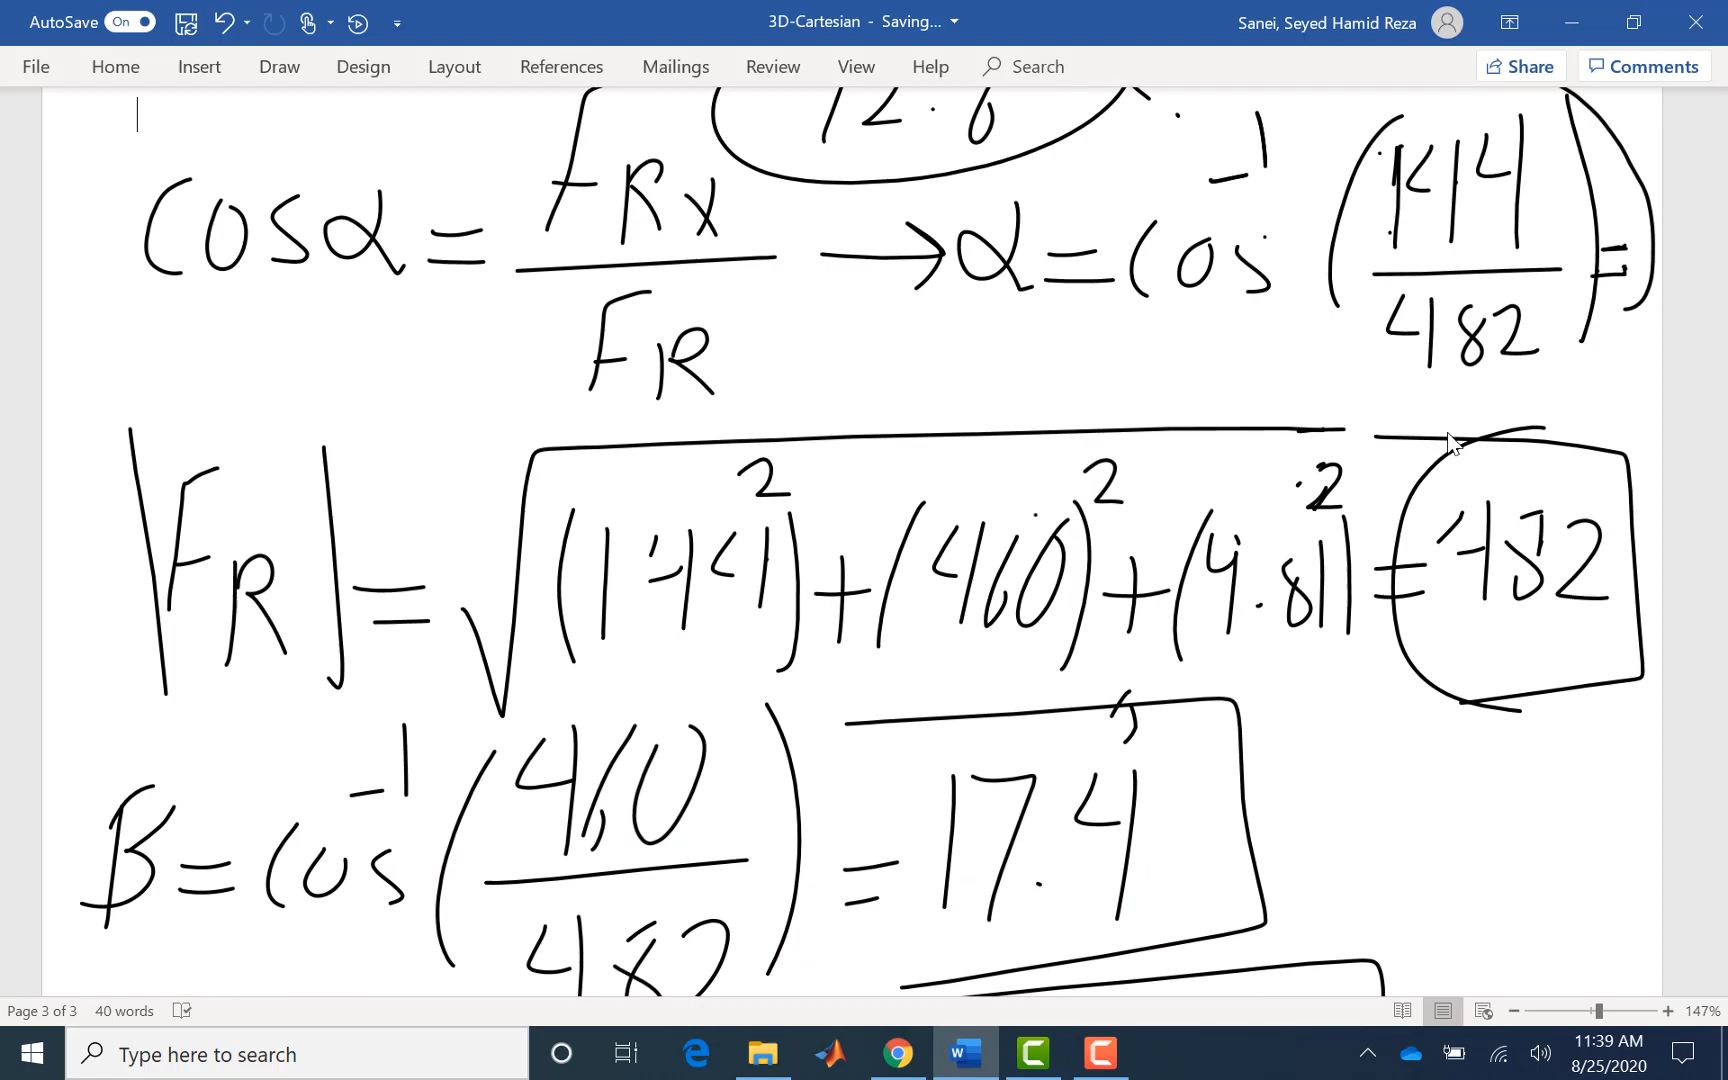 AutoSave On 3D-Cartesian - Saving... Sanei, Seyed Hamid Reza
File Home Insert Draw Design Layout References Mailings Review View Help Search Share Comments
12.6
cos α = FRx / FR → α = cos -1 ( 144 / 482 ) =
|FR| = √ (144)2 + (460)2 + (4.81)2 = 482
B = cos -1 ( 460 / 482 ) = 17.4
Page 3 of 3 40 words 147%
Type here to search 11:39 AM
8/25/2020